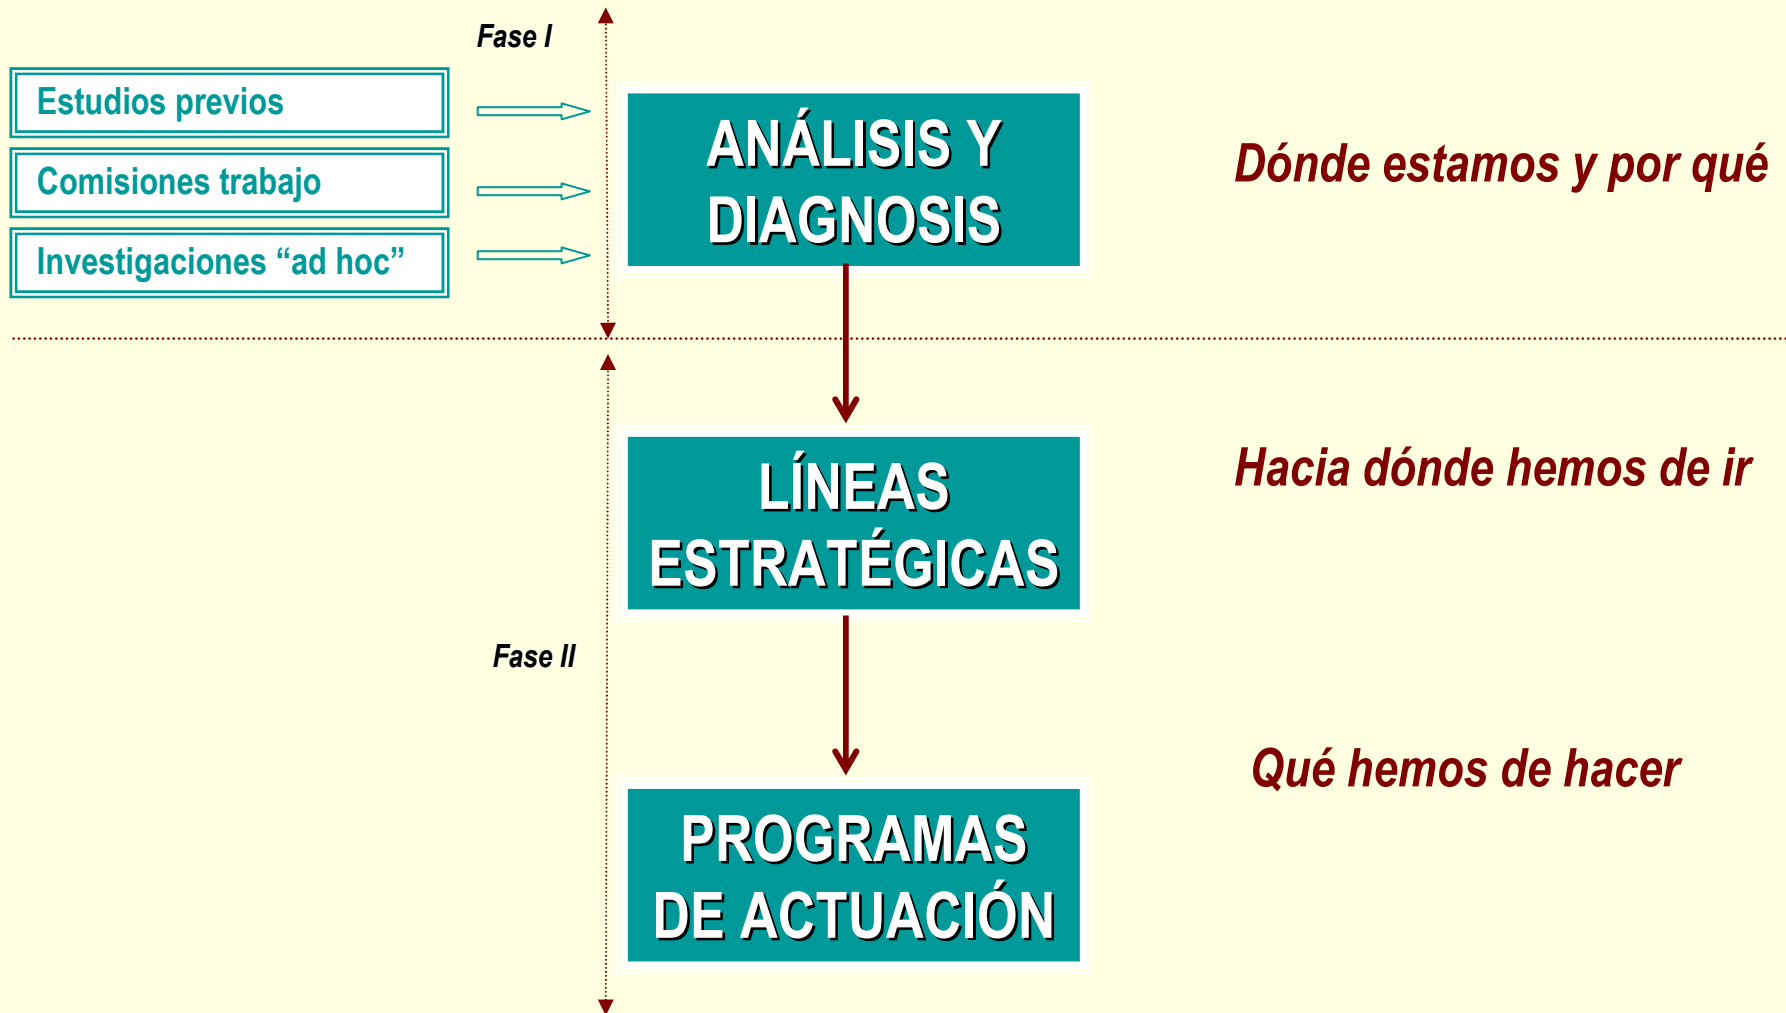 Fase I
Estudios previos
Comisiones trabajo
Investigaciones “ad hoc”
ANÁLISIS Y
DIAGNOSIS
Dónde estamos y por qué
LÍNEAS
ESTRATÉGICAS
Hacia dónde hemos de ir
Fase II
Qué hemos de hacer
PROGRAMAS
DE ACTUACIÓN